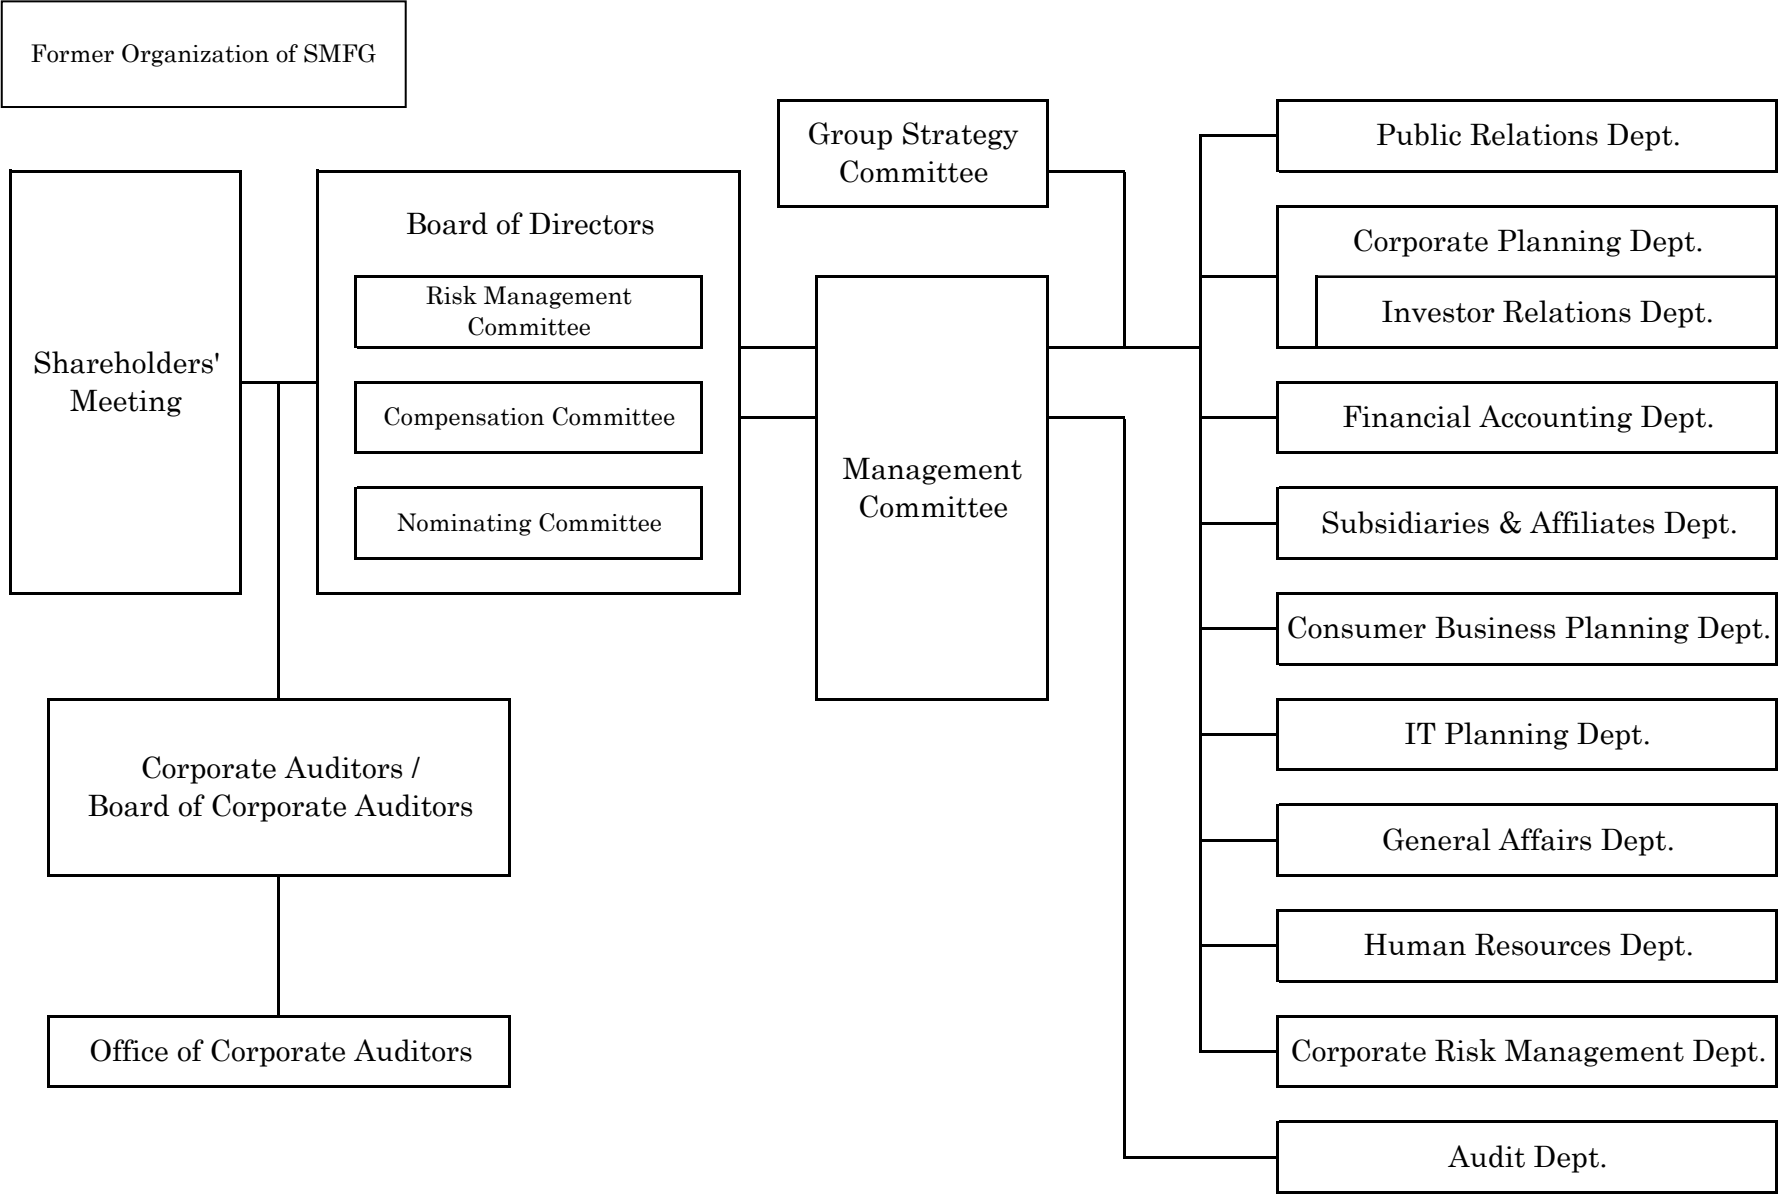 Former Organization of SMFG
Shareholders'
Meeting
Board of Directors
Risk Management
Committee
Compensation Committee
Nominating Committee
Corporate Auditors /
Board of Corporate Auditors
Office of Corporate Auditors
Group Strategy
Committee
Management
Committee
Public Relations Dept.
Corporate Planning Dept.
Investor Relations Dept.
Financial Accounting Dept.
Subsidiaries & Affiliates Dept.
Consumer Business Planning Dept.
IT Planning Dept.
General Affairs Dept.
Human Resources Dept.
Corporate Risk Management Dept.
Audit Dept.